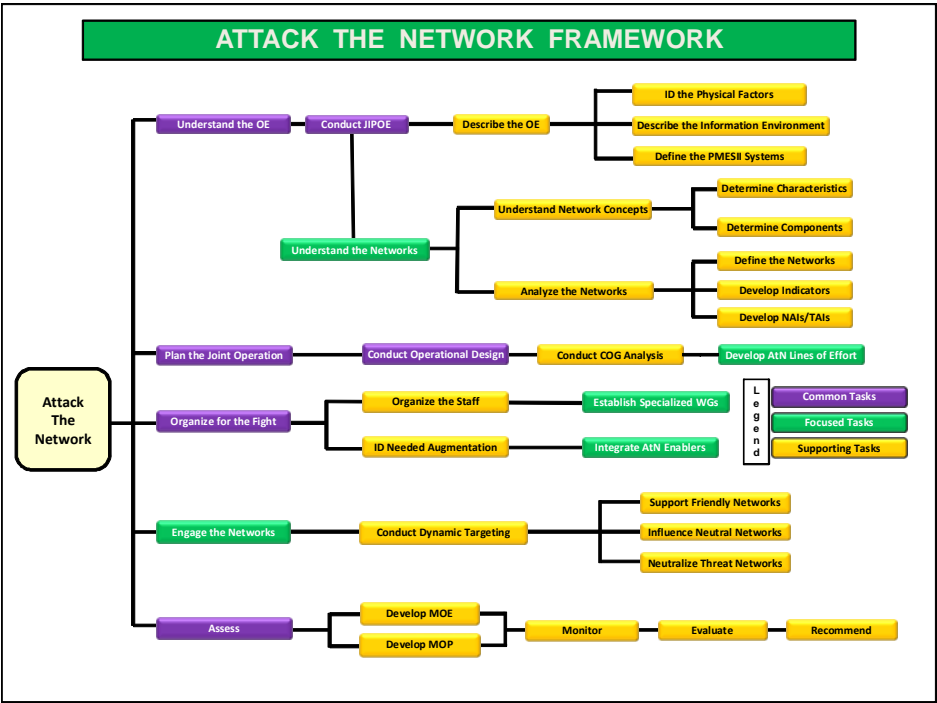 ATTACK THE NETWORK FRAMEWORK
ID the Physical Factors
Understand the OE
Conduct JIPOE
Describe the OE
Describe the Information Environment
Define the PMESII Systems
Determine Characteristics
Understand Network Concepts
Determine Components
Understand the Networks
Define the Networks
Analyze the Networks
Develop Indicators
Develop NAIs/TAIs
Plan the Joint Operation
Conduct Operational Design
Conduct COG Analysis
Develop AtN Lines of Effort
Attack
The
Network
Organize for the Fight
Organize the Staff
Establish Specialized WGs
ID Needed Augmentation
Integrate AtN Enablers
Legend
Common Tasks
Focused Tasks
Supporting Tasks
Support Friendly Networks
Engage the Networks
Conduct Dynamic Targeting
Influence Neutral Networks
Neutralize Threat Networks
Assess
Develop MOE
Develop MOP
Monitor
Evaluate
Recommend